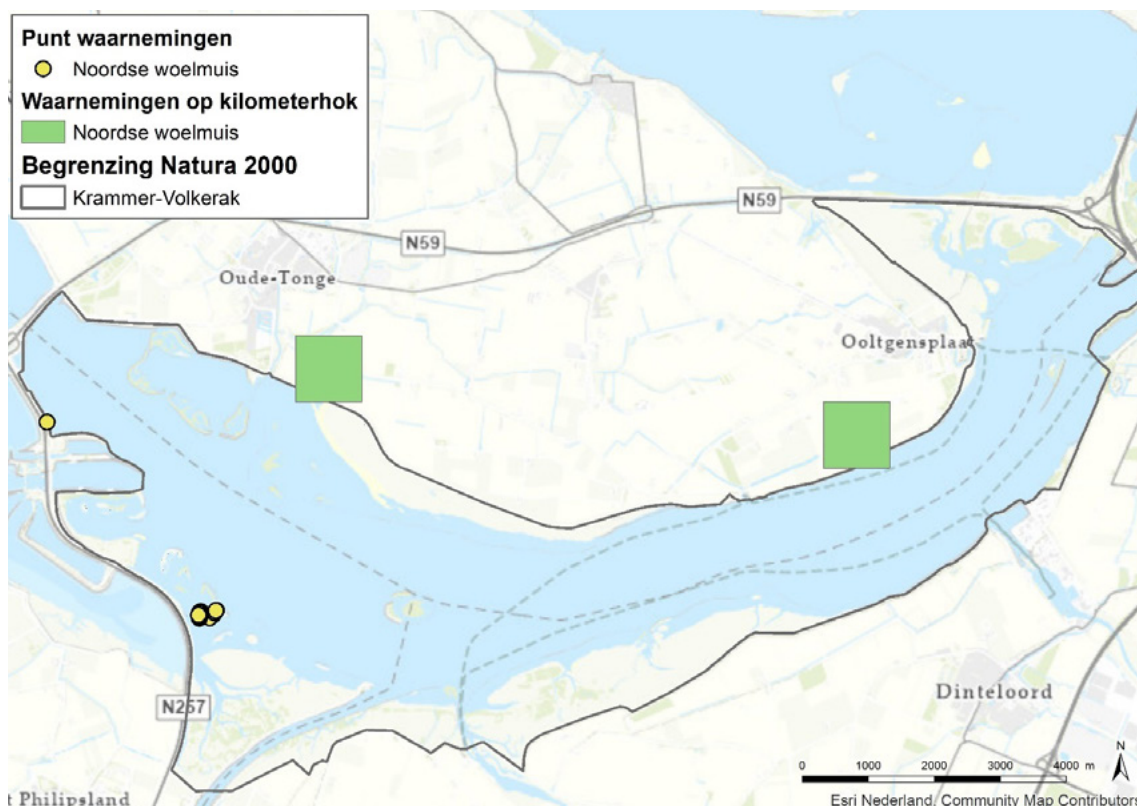 Punt waarnemingen
Noordse woelmuis
Waarnemingen op kilometerhok
Noordse woelmuis
Begrenzing Natura 2000
Krammer-Volkerak
N59
N59
Oude-Tonge
Ooltgensplaat
N257
Dinteloord
t Philipsland
N
0 1000 2000 3000 4000 m
Esri Nederland, Community Map Contributors